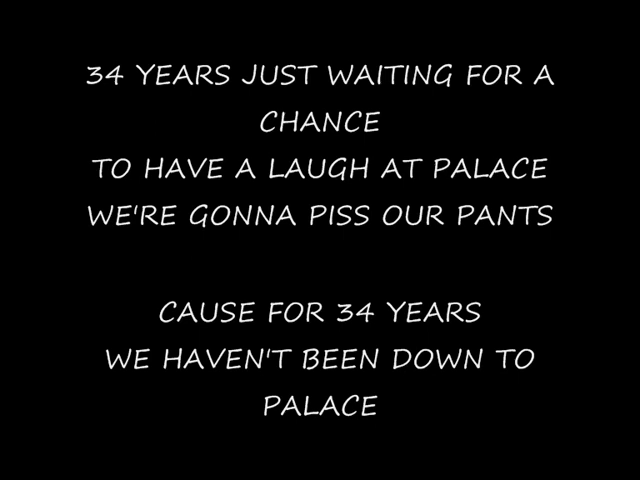 34 YEARS JUST WAITING FOR A
CHANCE
TO HAVE A LAUGH AT PALACE
WE'RE GONNA PISS OUR PANTS
CAUSE FOR 34 YEARS
WE HAVEN'T BEEN DOWN TO
PALACE